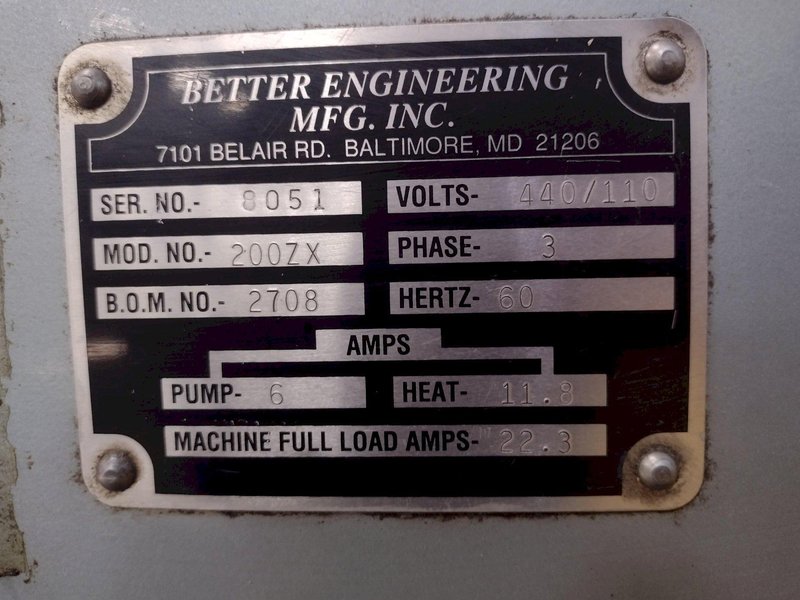 BETTER ENGINEERING
MFG. INC.
7101 BELAIR RD. BALTIMORE, MD 21206
SER. NO.- 8051
VOLTS- 440/110
MOD. NO.- 200ZX
PHASE- 3
B.O.M. NO.- 2708
HERTZ- 60
AMPS
PUMP- 6
HEAT- 11.8
MACHINE FULL LOAD AMPS- 22.3